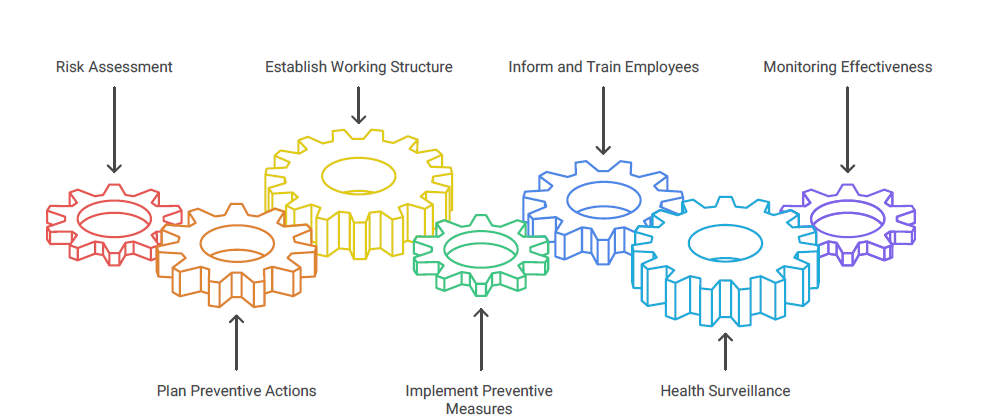 Risk Assessment
Establish Working Structure
Inform and Train Employees
Monitoring Effectiveness
Plan Preventive Actions
Implement Preventive
Measures
Health Surveillance